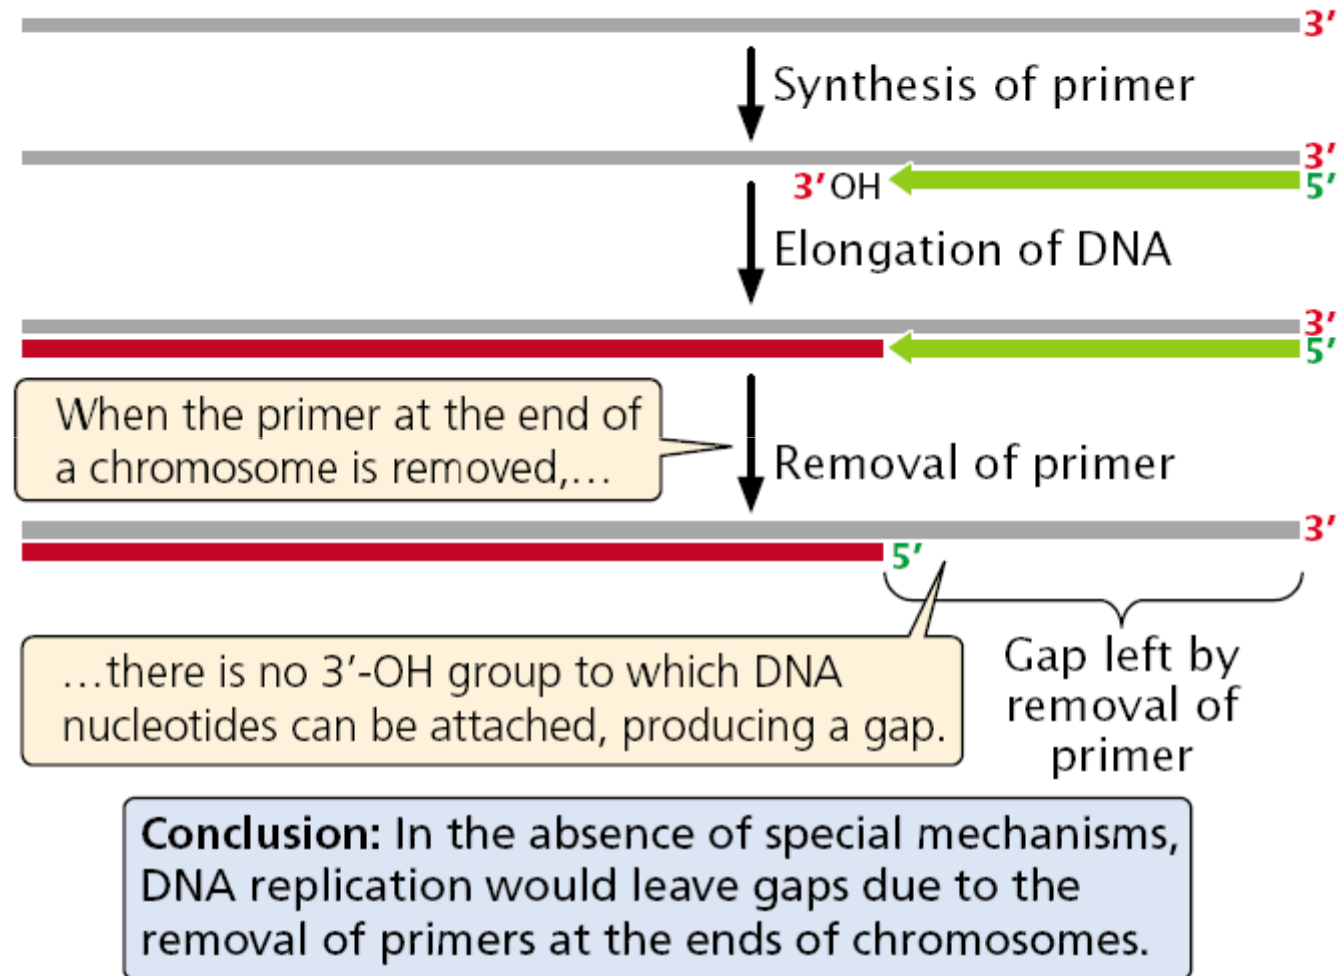 3′
Synthesis of primer
3′
3′OH
5′
Elongation of DNA
3′
5′
When the primer at the end of
a chromosome is removed,…
Removal of primer
3′
5′
…there is no 3′-OH group to which DNA
nucleotides can be attached, producing a gap.
Gap left by
removal of
primer
Conclusion: In the absence of special mechanisms,
DNA replication would leave gaps due to the
removal of primers at the ends of chromosomes.